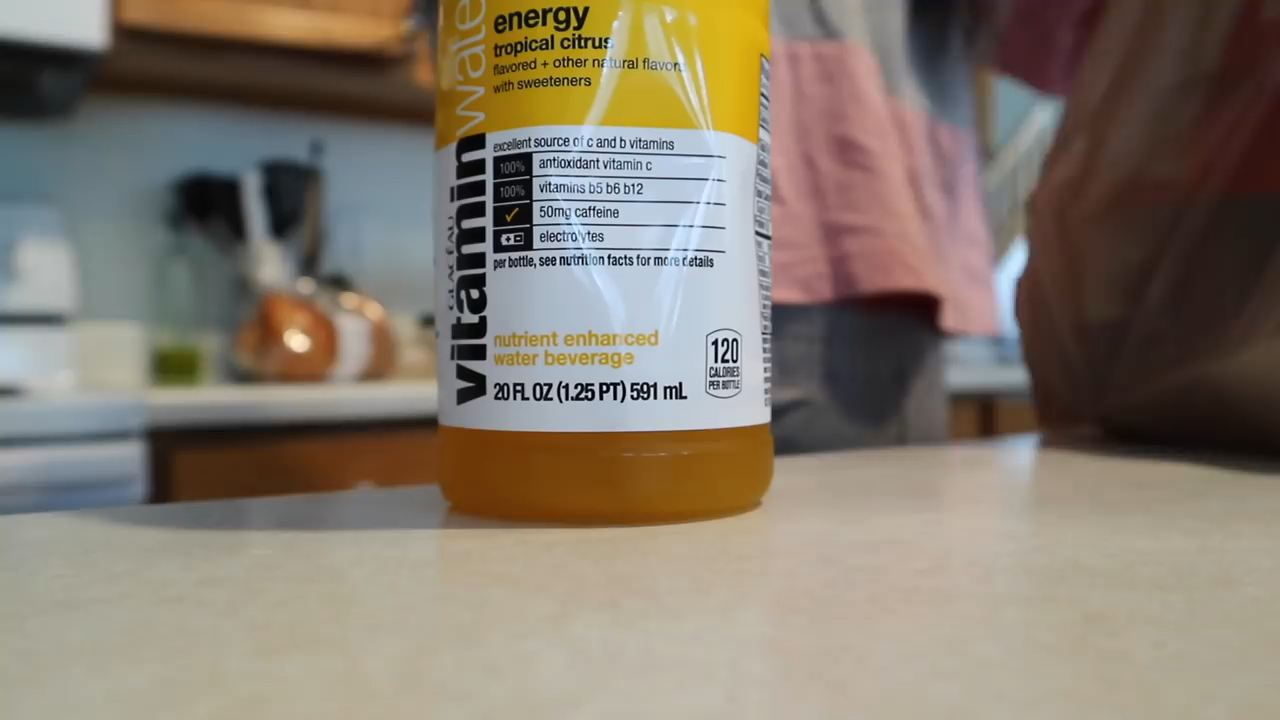 energy
tropical citrus
flavored + other natural flavors
with sweeteners
GLACÉAU
vitaminwater
excellent source of c and b vitamins
100% antioxidant vitamin c
100% vitamins b5 b6 b12
✓ 50mg caffeine
+ - electrolytes
per bottle, see nutrition facts for more details
nutrient enhanced
water beverage
120
CALORIES
PER BOTTLE
20 FL OZ (1.25 PT) 591 mL